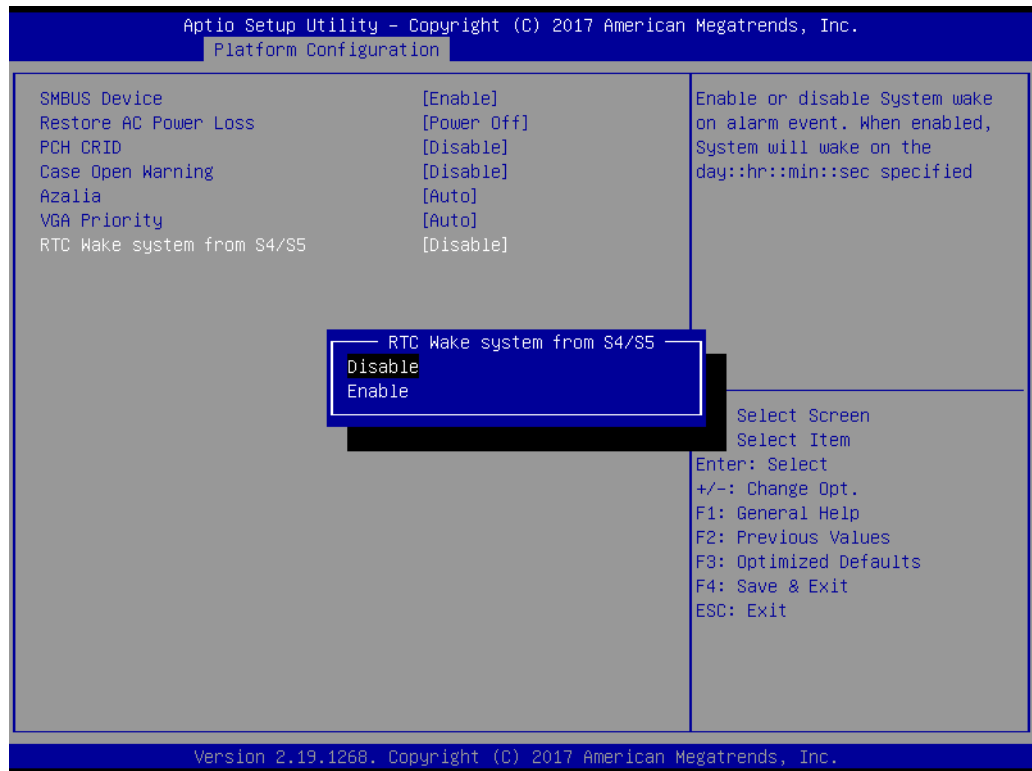 Aptio Setup Utility – Copyright (C) 2017 American Megatrends, Inc.
Platform Configuration
SMBUS Device [Enable]
Restore AC Power Loss [Power Off]
PCH CRID [Disable]
Case Open Warning [Disable]
Azalia [Auto]
VGA Priority [Auto]
RTC Wake system from S4/S5 [Disable]
Enable or disable System wake
on alarm event. When enabled,
System will wake on the
day::hr::min::sec specified
RTC Wake system from S4/S5
Disable
Enable
Select Screen
Select Item
Enter: Select
+/-: Change Opt.
F1: General Help
F2: Previous Values
F3: Optimized Defaults
F4: Save & Exit
ESC: Exit
Version 2.19.1268. Copyright (C) 2017 American Megatrends, Inc.